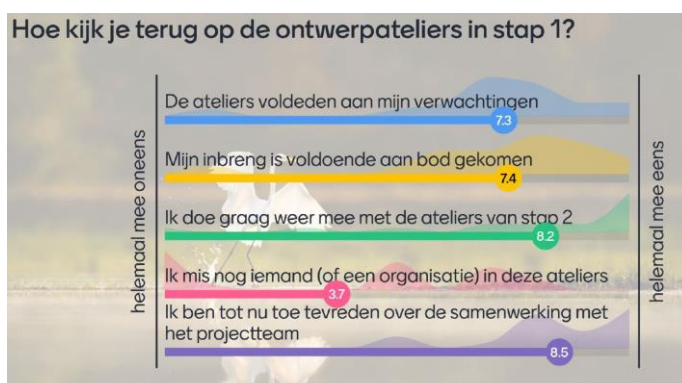 Hoe kijk je terug op de ontwerpateliers in stap 1?
helemaal mee oneens
De ateliers voldeden aan mijn verwachtingen
7.3
Mijn inbreng is voldoende aan bod gekomen
7.4
Ik doe graag weer mee met de ateliers van stap 2
8.2
Ik mis nog iemand (of een organisatie) in deze ateliers
3.7
Ik ben tot nu toe tevreden over de samenwerking met
het projectteam
8.5
helemaal mee eens